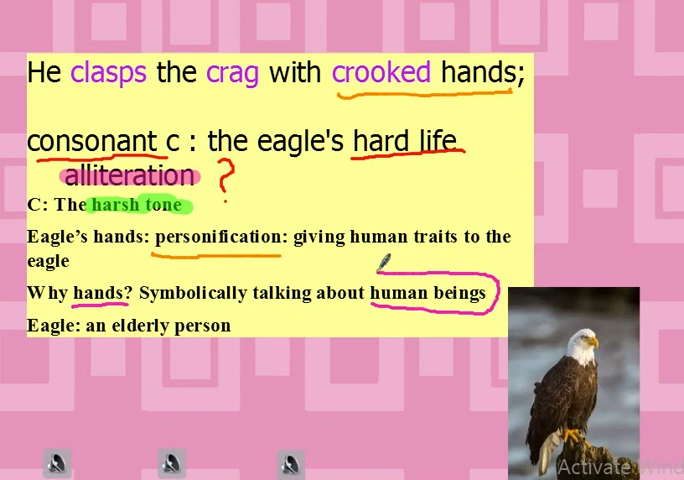 He clasps the crag with crooked hands;
consonant c : the eagle's hard life
alliteration ?
C: The harsh tone
Eagle’s hands: personification: giving human traits to the
eagle
Why hands? Symbolically talking about human beings
Eagle: an elderly person
Activate Wind